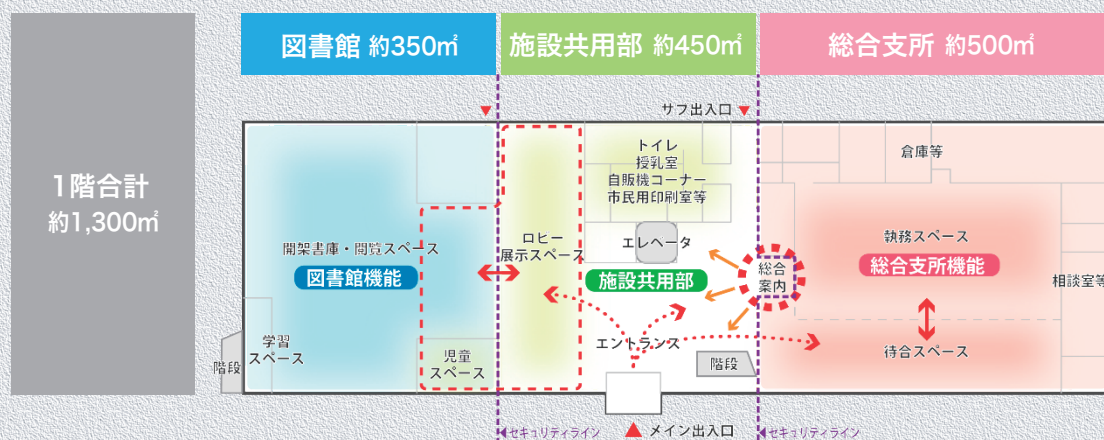 図書館 約350㎡
施設共用部 約450㎡
総合支所 約500㎡
1階合計
約1,300㎡
サブ出入口
トイレ
授乳室
自販機コーナー
市民用印刷室等
倉庫等
開架書庫・閲覧スペース
図書館機能
ロビー
展示スペース
エレベータ
施設共用部
総合
案内
執務スペース
総合支所機能
相談室等
学習
スペース
階段
児童
スペース
エントランス
階段
待合スペース
セキュリティライン
メイン出入口
セキュリティライン